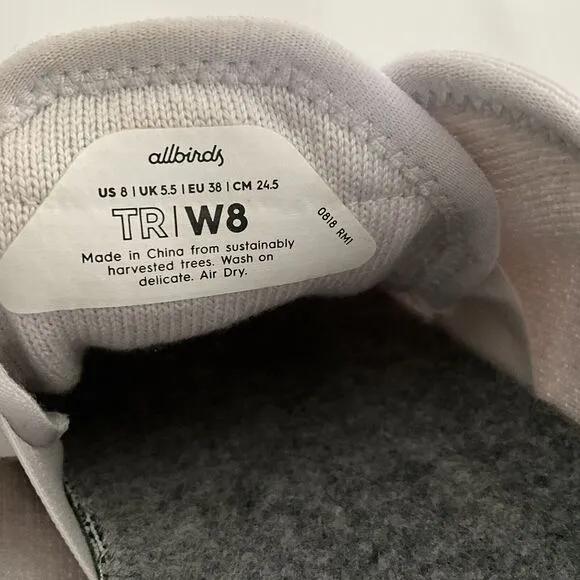 allbirds
US 8 | UK 5.5 | EU 38 | CM 24.5
TR|W8
0818 RM1
Made in China from sustainably
harvested trees. Wash on
delicate. Air Dry.